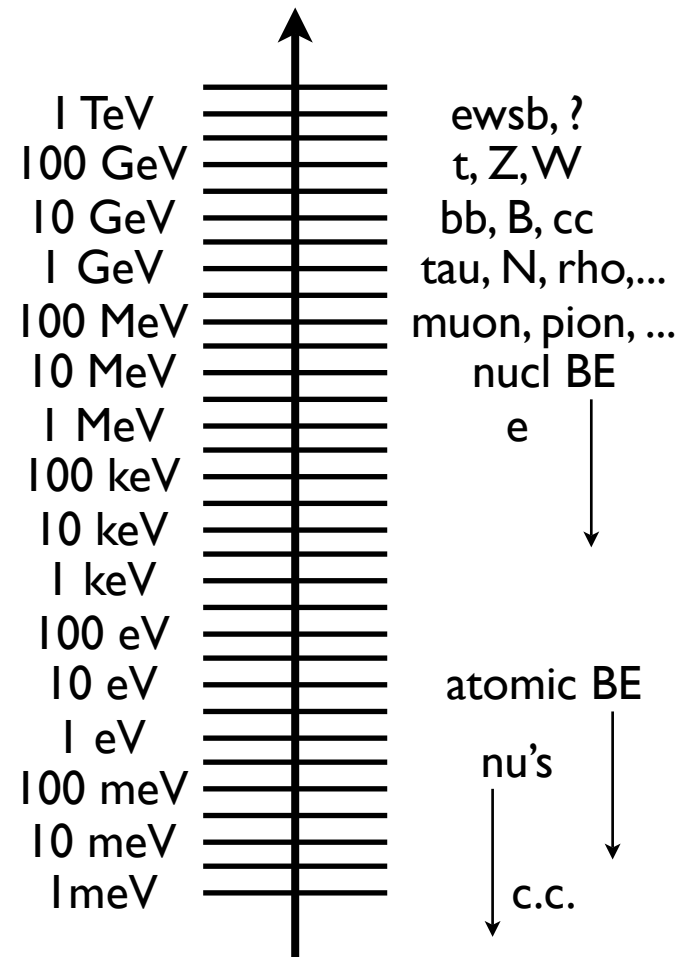 1 TeV ewsb, ?
100 GeV t, Z, W
10 GeV bb, B, cc
1 GeV tau, N, rho,...
100 MeV muon, pion, ...
10 MeV nucl BE
1 MeV e
100 keV
10 keV
1 keV
100 eV
10 eV atomic BE
1 eV
nu's
100 meV
10 meV
1meV c.c.